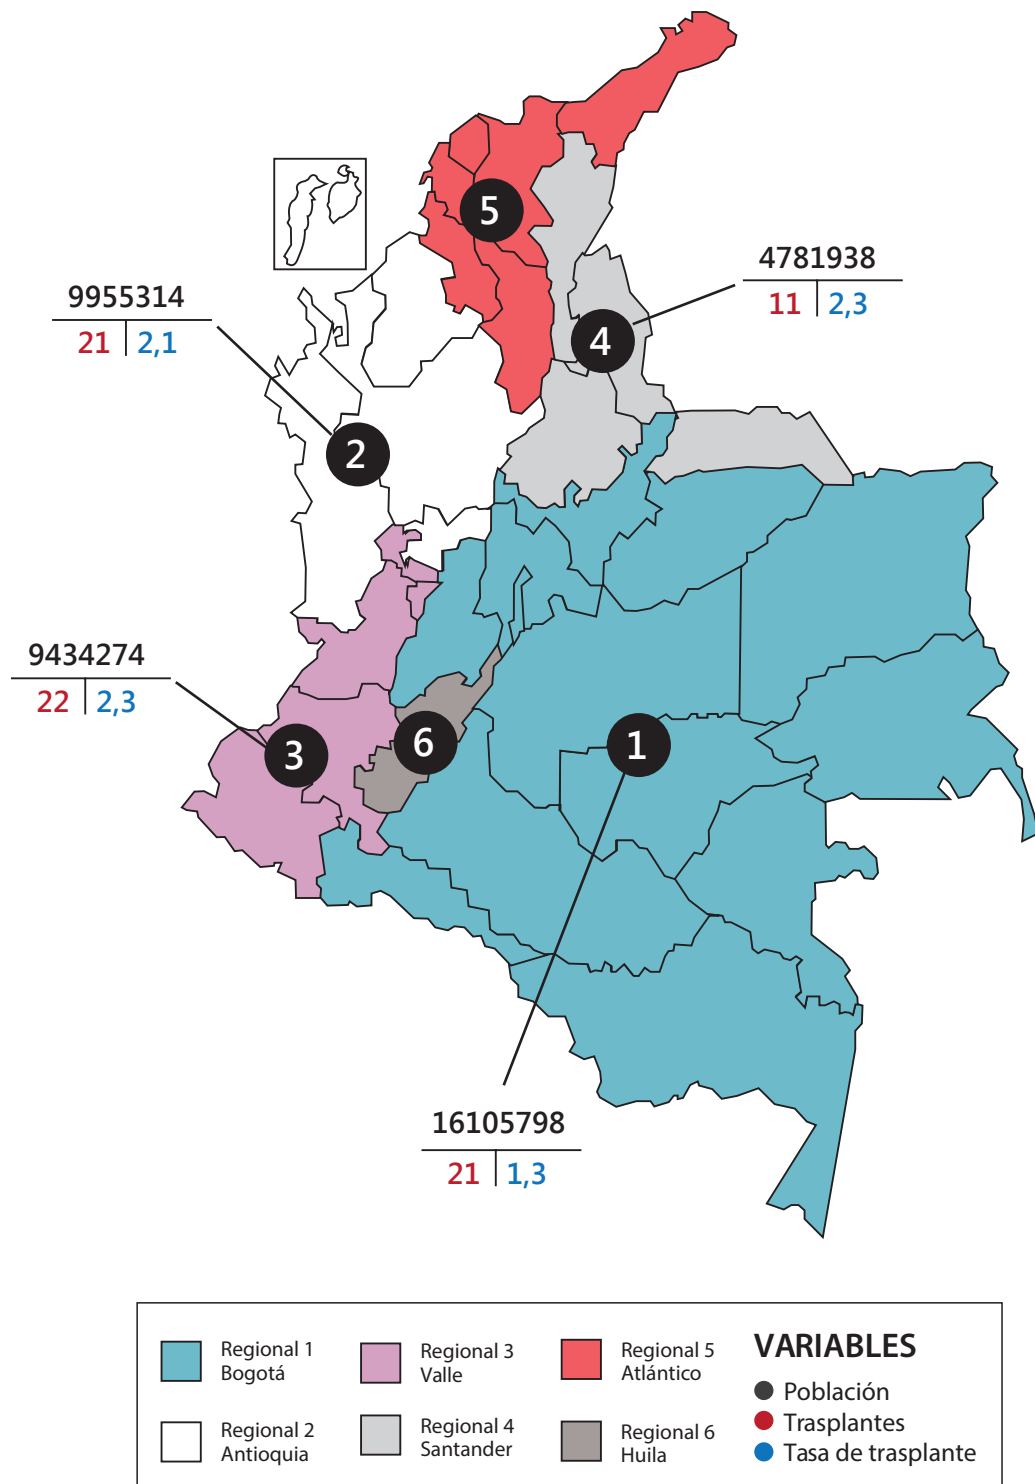 5
4781938
11 2,3
9955314
21 2,1
4
2
9434274
22 2,3
3
6
1
16105798
21 1,3
Regional 1
Bogotá
Regional 3
Valle
Regional 5
Atlántico
Regional 2
Antioquia
Regional 4
Santander
Regional 6
Huila
VARIABLES
Población
Trasplantes
Tasa de trasplante